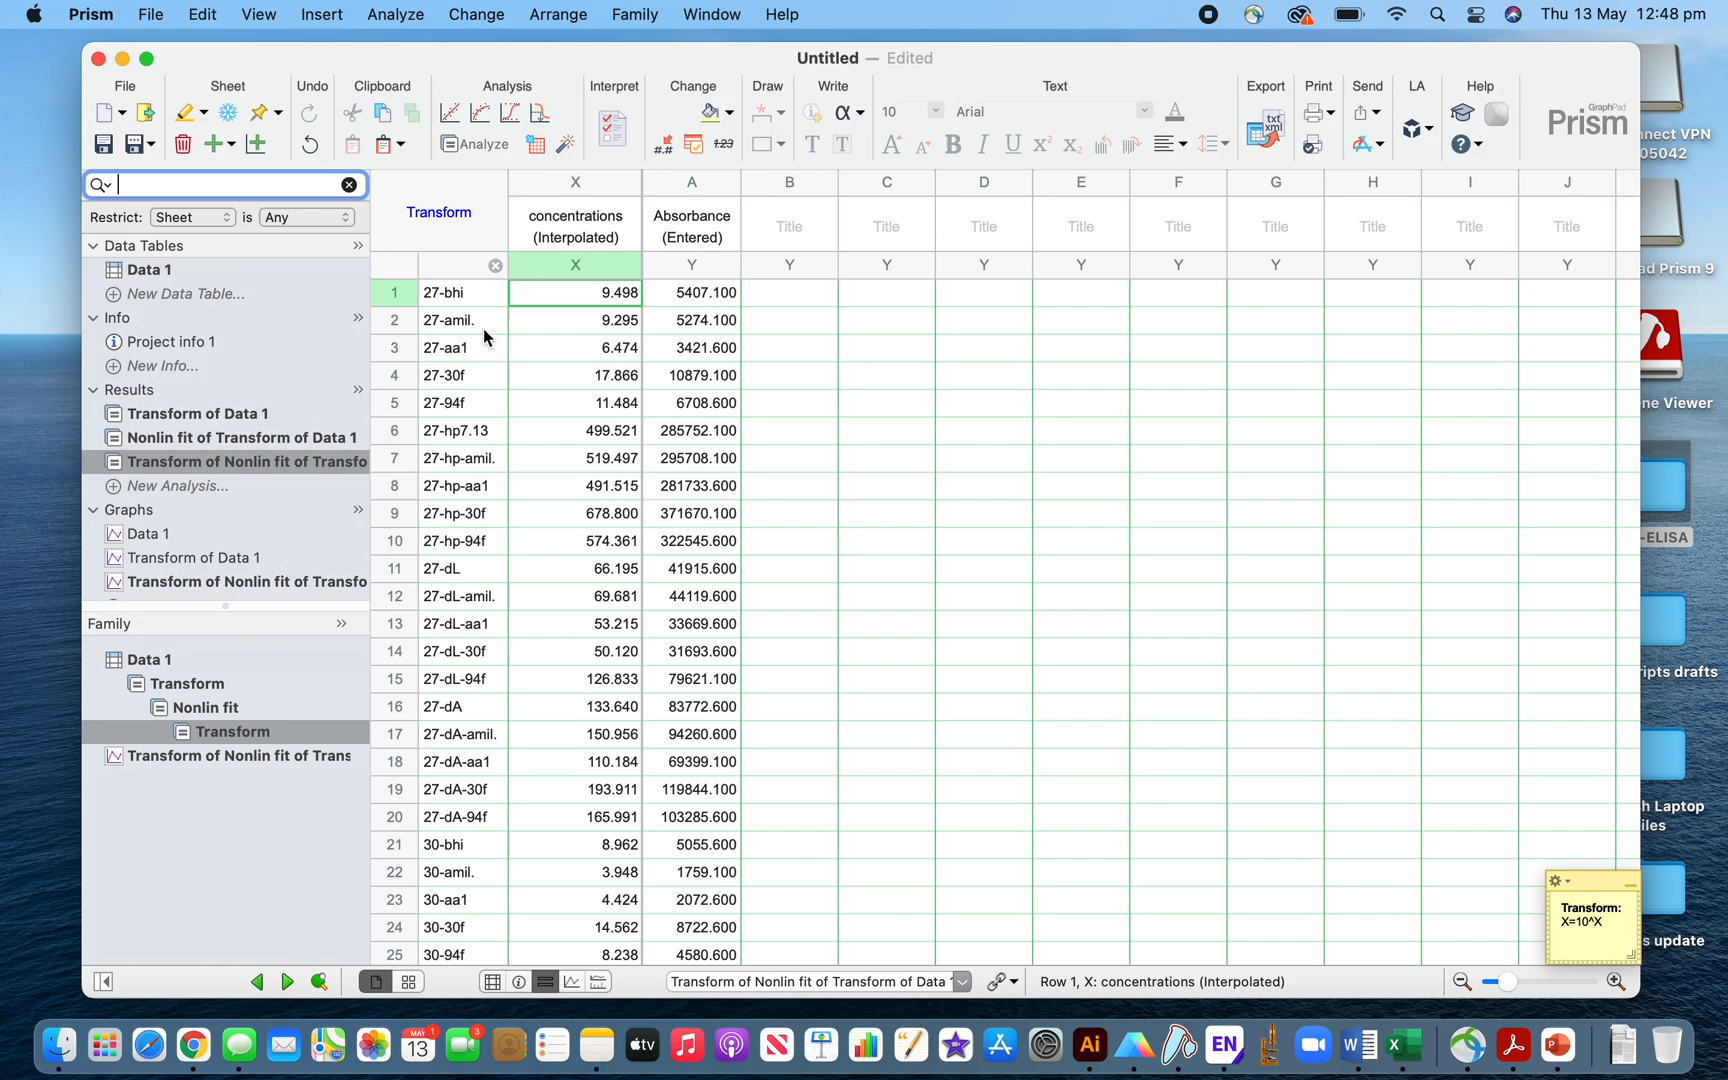 Prism File Edit View Insert Analyze Change Arrange Family Window Help Thu 13 May 12:48 pm
Untitled — Edited
File Sheet Undo Clipboard Analysis Interpret Change Draw Write Text Export Print Send LA Help
10 Arial
Analyze
GraphPad
Prism
Restrict: Sheet is Any
Data Tables
Data 1
New Data Table...
Info
Project info 1
New Info...
Results
Transform of Data 1
Nonlin fit of Transform of Data 1
Transform of Nonlin fit of Transfo
New Analysis...
Graphs
Data 1
Transform of Data 1
Transform of Nonlin fit of Transfo
Family
Data 1
Transform
Nonlin fit
Transform
Transform of Nonlin fit of Trans
Transform
X A B C D E F G H I J
concentrations (Interpolated) Absorbance (Entered) Title Title Title Title Title Title Title Title Title
X Y Y Y Y Y Y Y Y Y Y
1 27-bhi 9.498 5407.100
2 27-amil. 9.295 5274.100
3 27-aa1 6.474 3421.600
4 27-30f 17.866 10879.100
5 27-94f 11.484 6708.600
6 27-hp7.13 499.521 285752.100
7 27-hp-amil. 519.497 295708.100
8 27-hp-aa1 491.515 281733.600
9 27-hp-30f 678.800 371670.100
10 27-hp-94f 574.361 322545.600
11 27-dL 66.195 41915.600
12 27-dL-amil. 69.681 44119.600
13 27-dL-aa1 53.215 33669.600
14 27-dL-30f 50.120 31693.600
15 27-dL-94f 126.833 79621.100
16 27-dA 133.640 83772.600
17 27-dA-amil. 150.956 94260.600
18 27-dA-aa1 110.184 69399.100
19 27-dA-30f 193.911 119844.100
20 27-dA-94f 165.991 103285.600
21 30-bhi 8.962 5055.600
22 30-amil. 3.948 1759.100
23 30-aa1 4.424 2072.600
24 30-30f 14.562 8722.600
25 30-94f 8.238 4580.600
Transform:
X=10^X
Transform of Nonlin fit of Transform of Data
Row 1, X: concentrations (Interpolated)
nnect VPN
05042
ad Prism 9
ne Viewer
-ELISA
ripts drafts
h Laptop
iles
s update
MAY
13
1
3
tv
Ai
EN
W
X
P